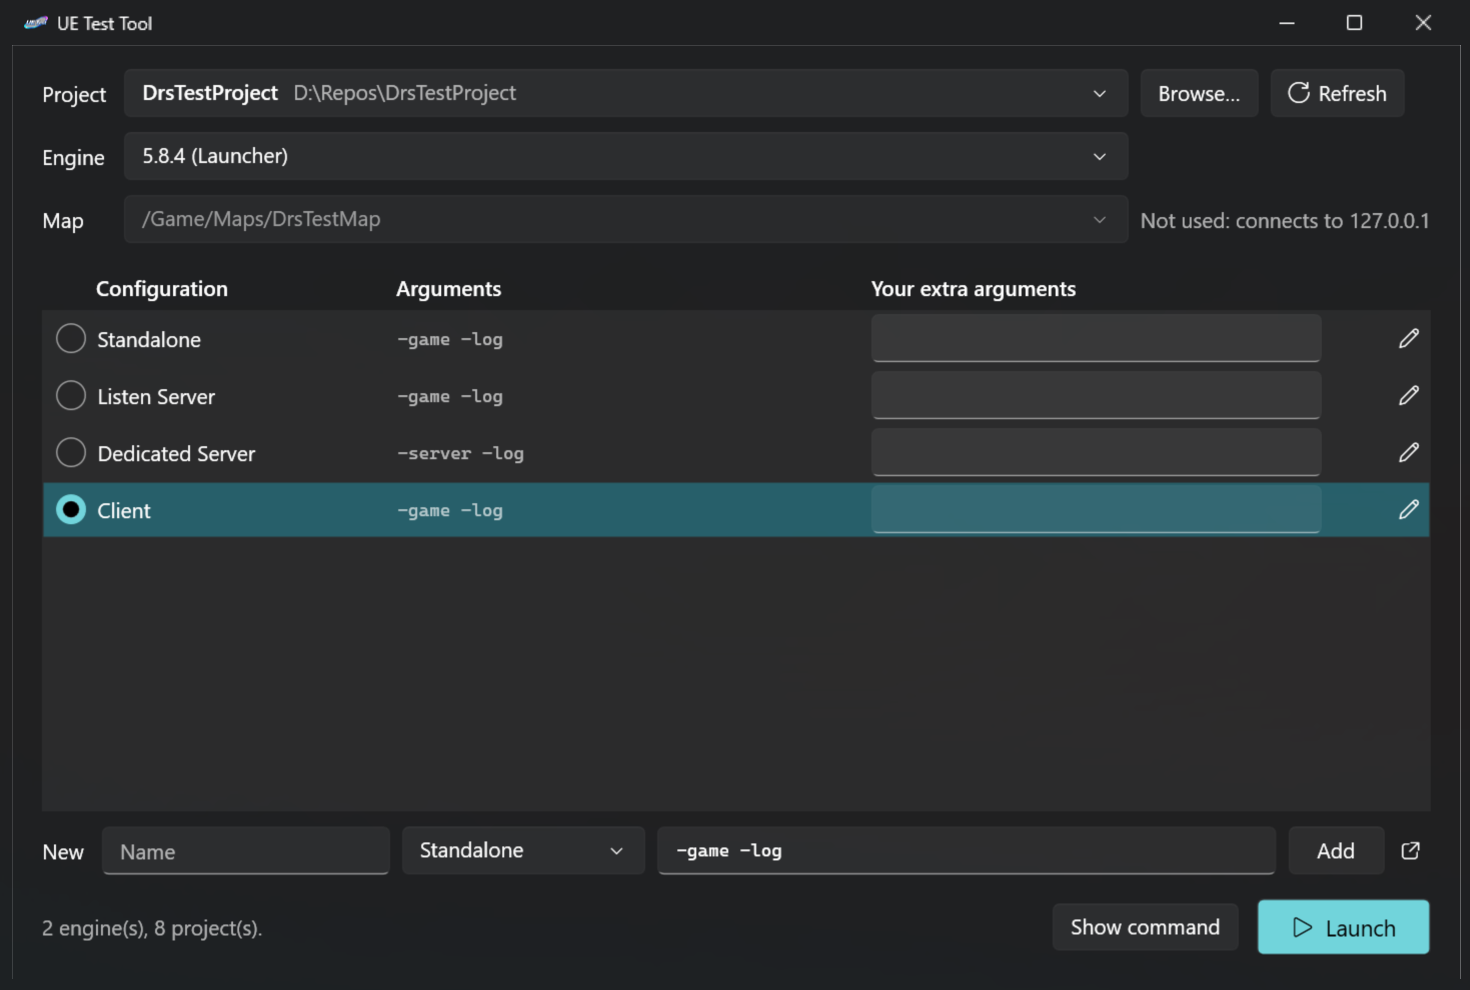 UE Test Tool
Project DrsTestProject D:\Repos\DrsTestProject Browse... Refresh
Engine 5.8.4 (Launcher)
Map /Game/Maps/DrsTestMap Not used: connects to 127.0.0.1
Configuration Arguments Your extra arguments
Standalone -game -log
Listen Server -game -log
Dedicated Server -server -log
Client -game -log
New Name Standalone -game -log Add
2 engine(s), 8 project(s). Show command Launch